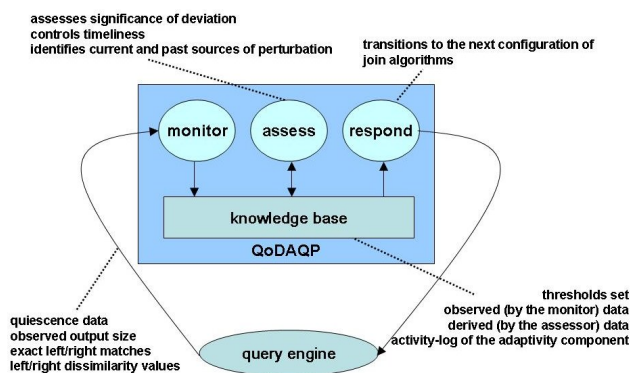 assesses significance of deviation
controls timeliness
identifies current and past sources of perturbation
transitions to the next configuration of
join algorithms
monitor
assess
respond
knowledge base
QoDAQP
thresholds set
observed (by the monitor) data
derived (by the assessor) data
activity-log of the adaptivity component
quiescence data
observed output size
exact left/right matches
left/right dissimilarity values
query engine